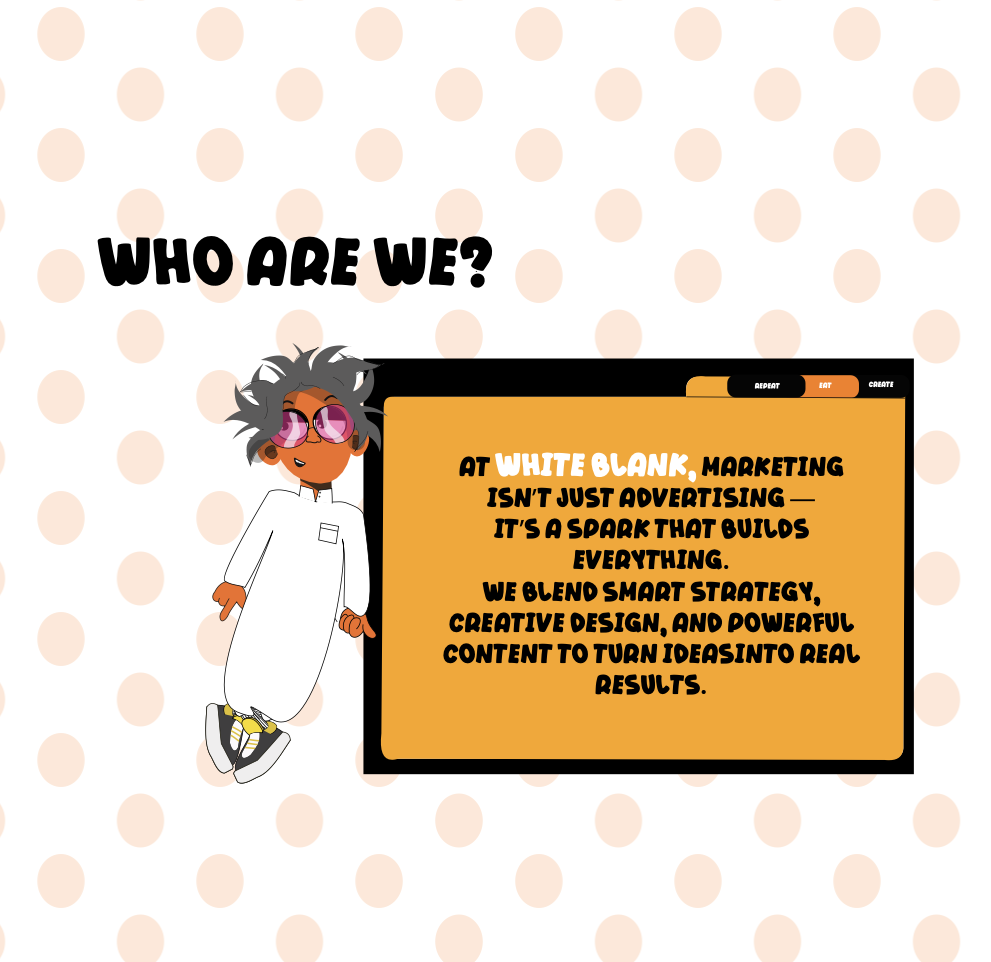 WHO ARE WE?
REPEAT EAT CREATE
AT WHITE BLANK, MARKETING
ISN'T JUST ADVERTISING —
IT'S A SPARK THAT BUILDS
EVERYTHING.
WE BLEND SMART STRATEGY,
CREATIVE DESIGN, AND POWERFUL
CONTENT TO TURN IDEASINTO REAL
RESULTS.